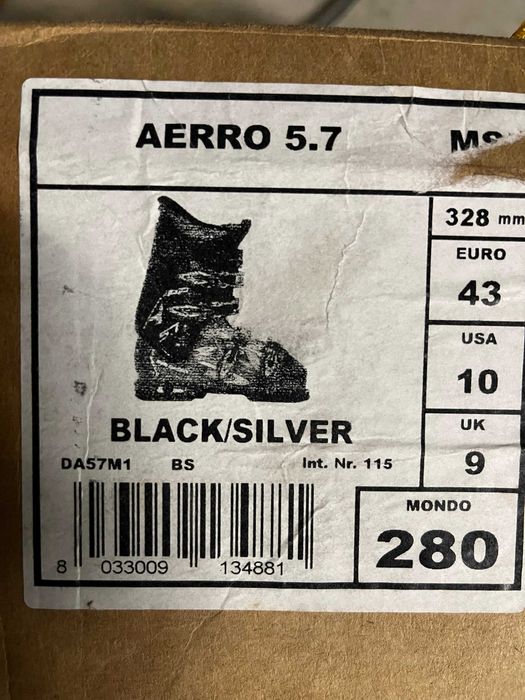 AERRO 5.7 MS
328 mm
EURO
43
USA
10
UK
9
BLACK/SILVER
DA57M1 BS Int. Nr. 115
MONDO
280
8 033009 134881